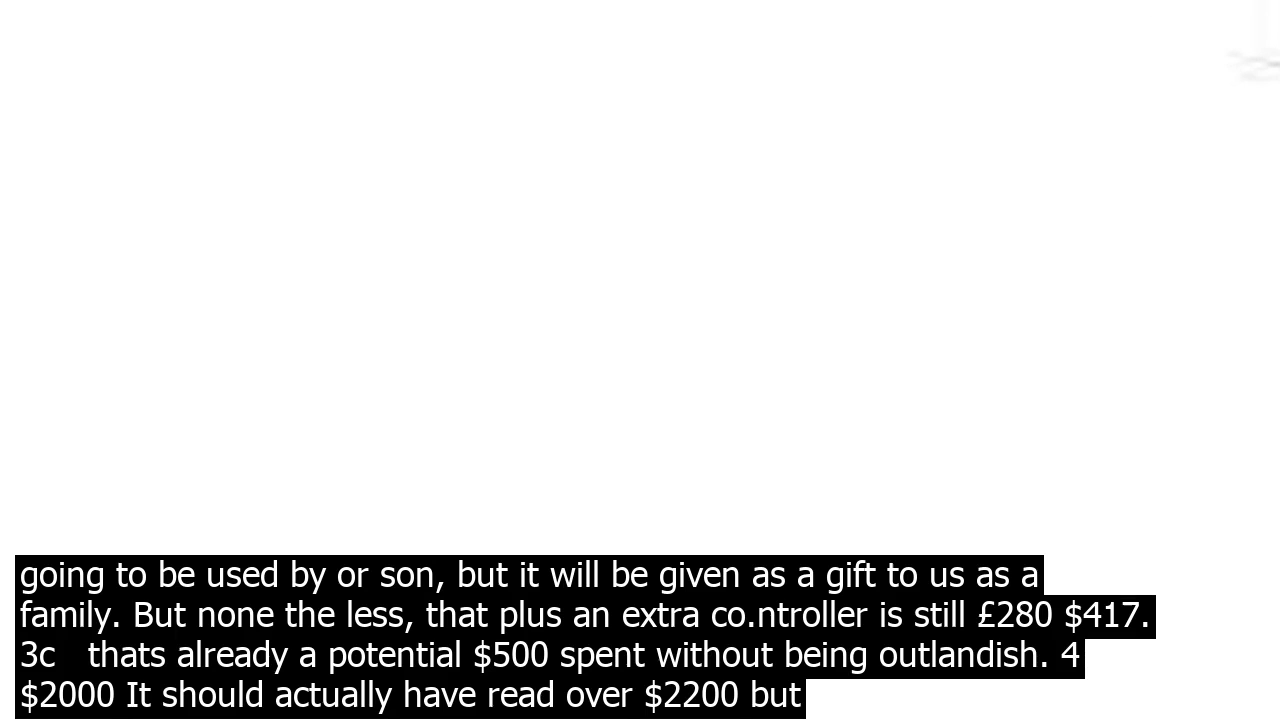 going to be used by or son, but it will be given as a gift to us as a
family. But none the less, that plus an extra co.ntroller is still £280 $417.
3c   thats already a potential $500 spent without being outlandish. 4
$2000 It should actually have read over $2200 but